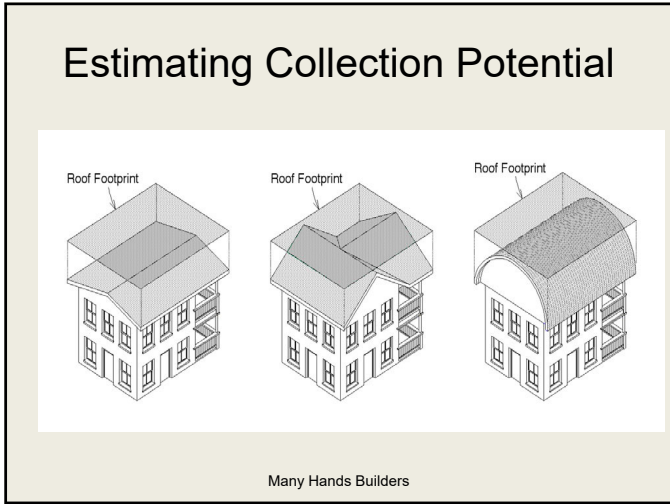 Estimating Collection Potential
Roof Footprint
Roof Footprint
Roof Footprint
Many Hands Builders